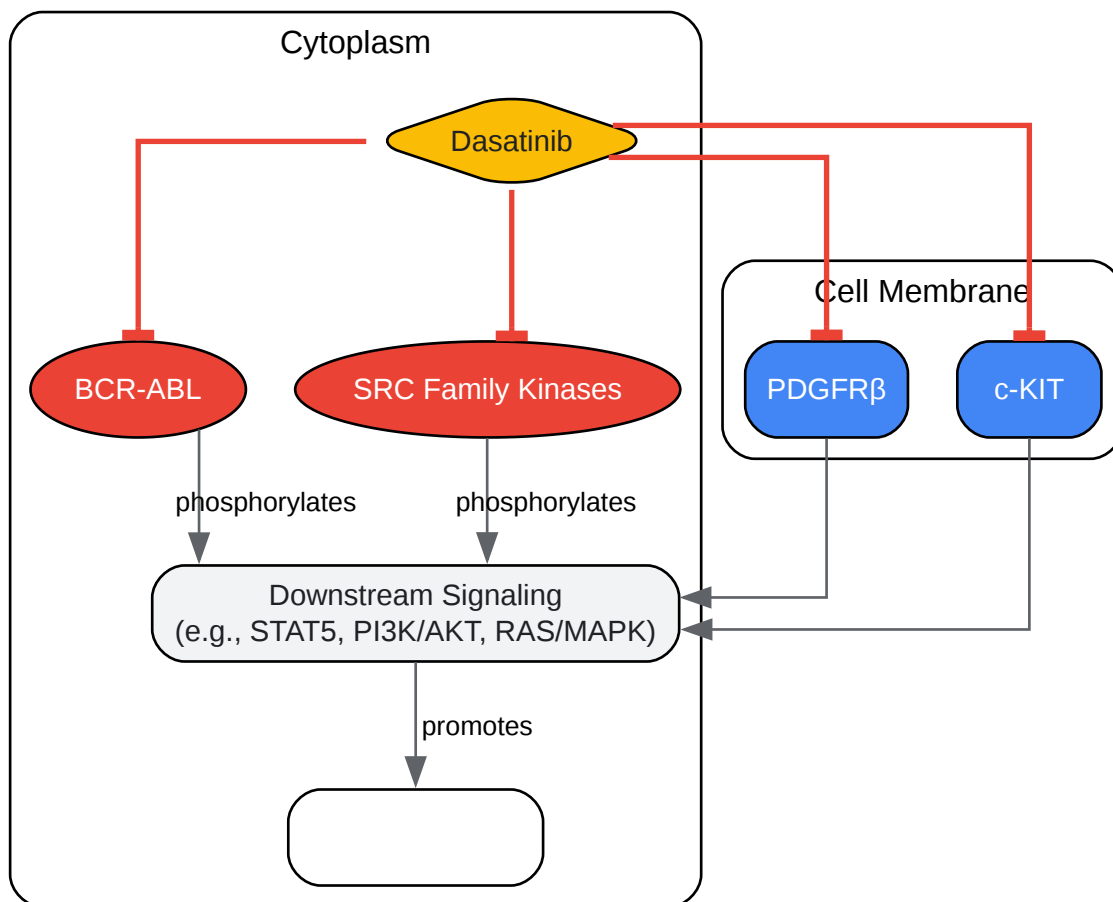 Cytoplasm
Dasatinib
Cell Membrane
BCR-ABL
SRC Family Kinases
PDGFRβ
c-KIT
phosphorylates
phosphorylates
Downstream Signaling
(e.g., STAT5, PI3K/AKT, RAS/MAPK)
promotes